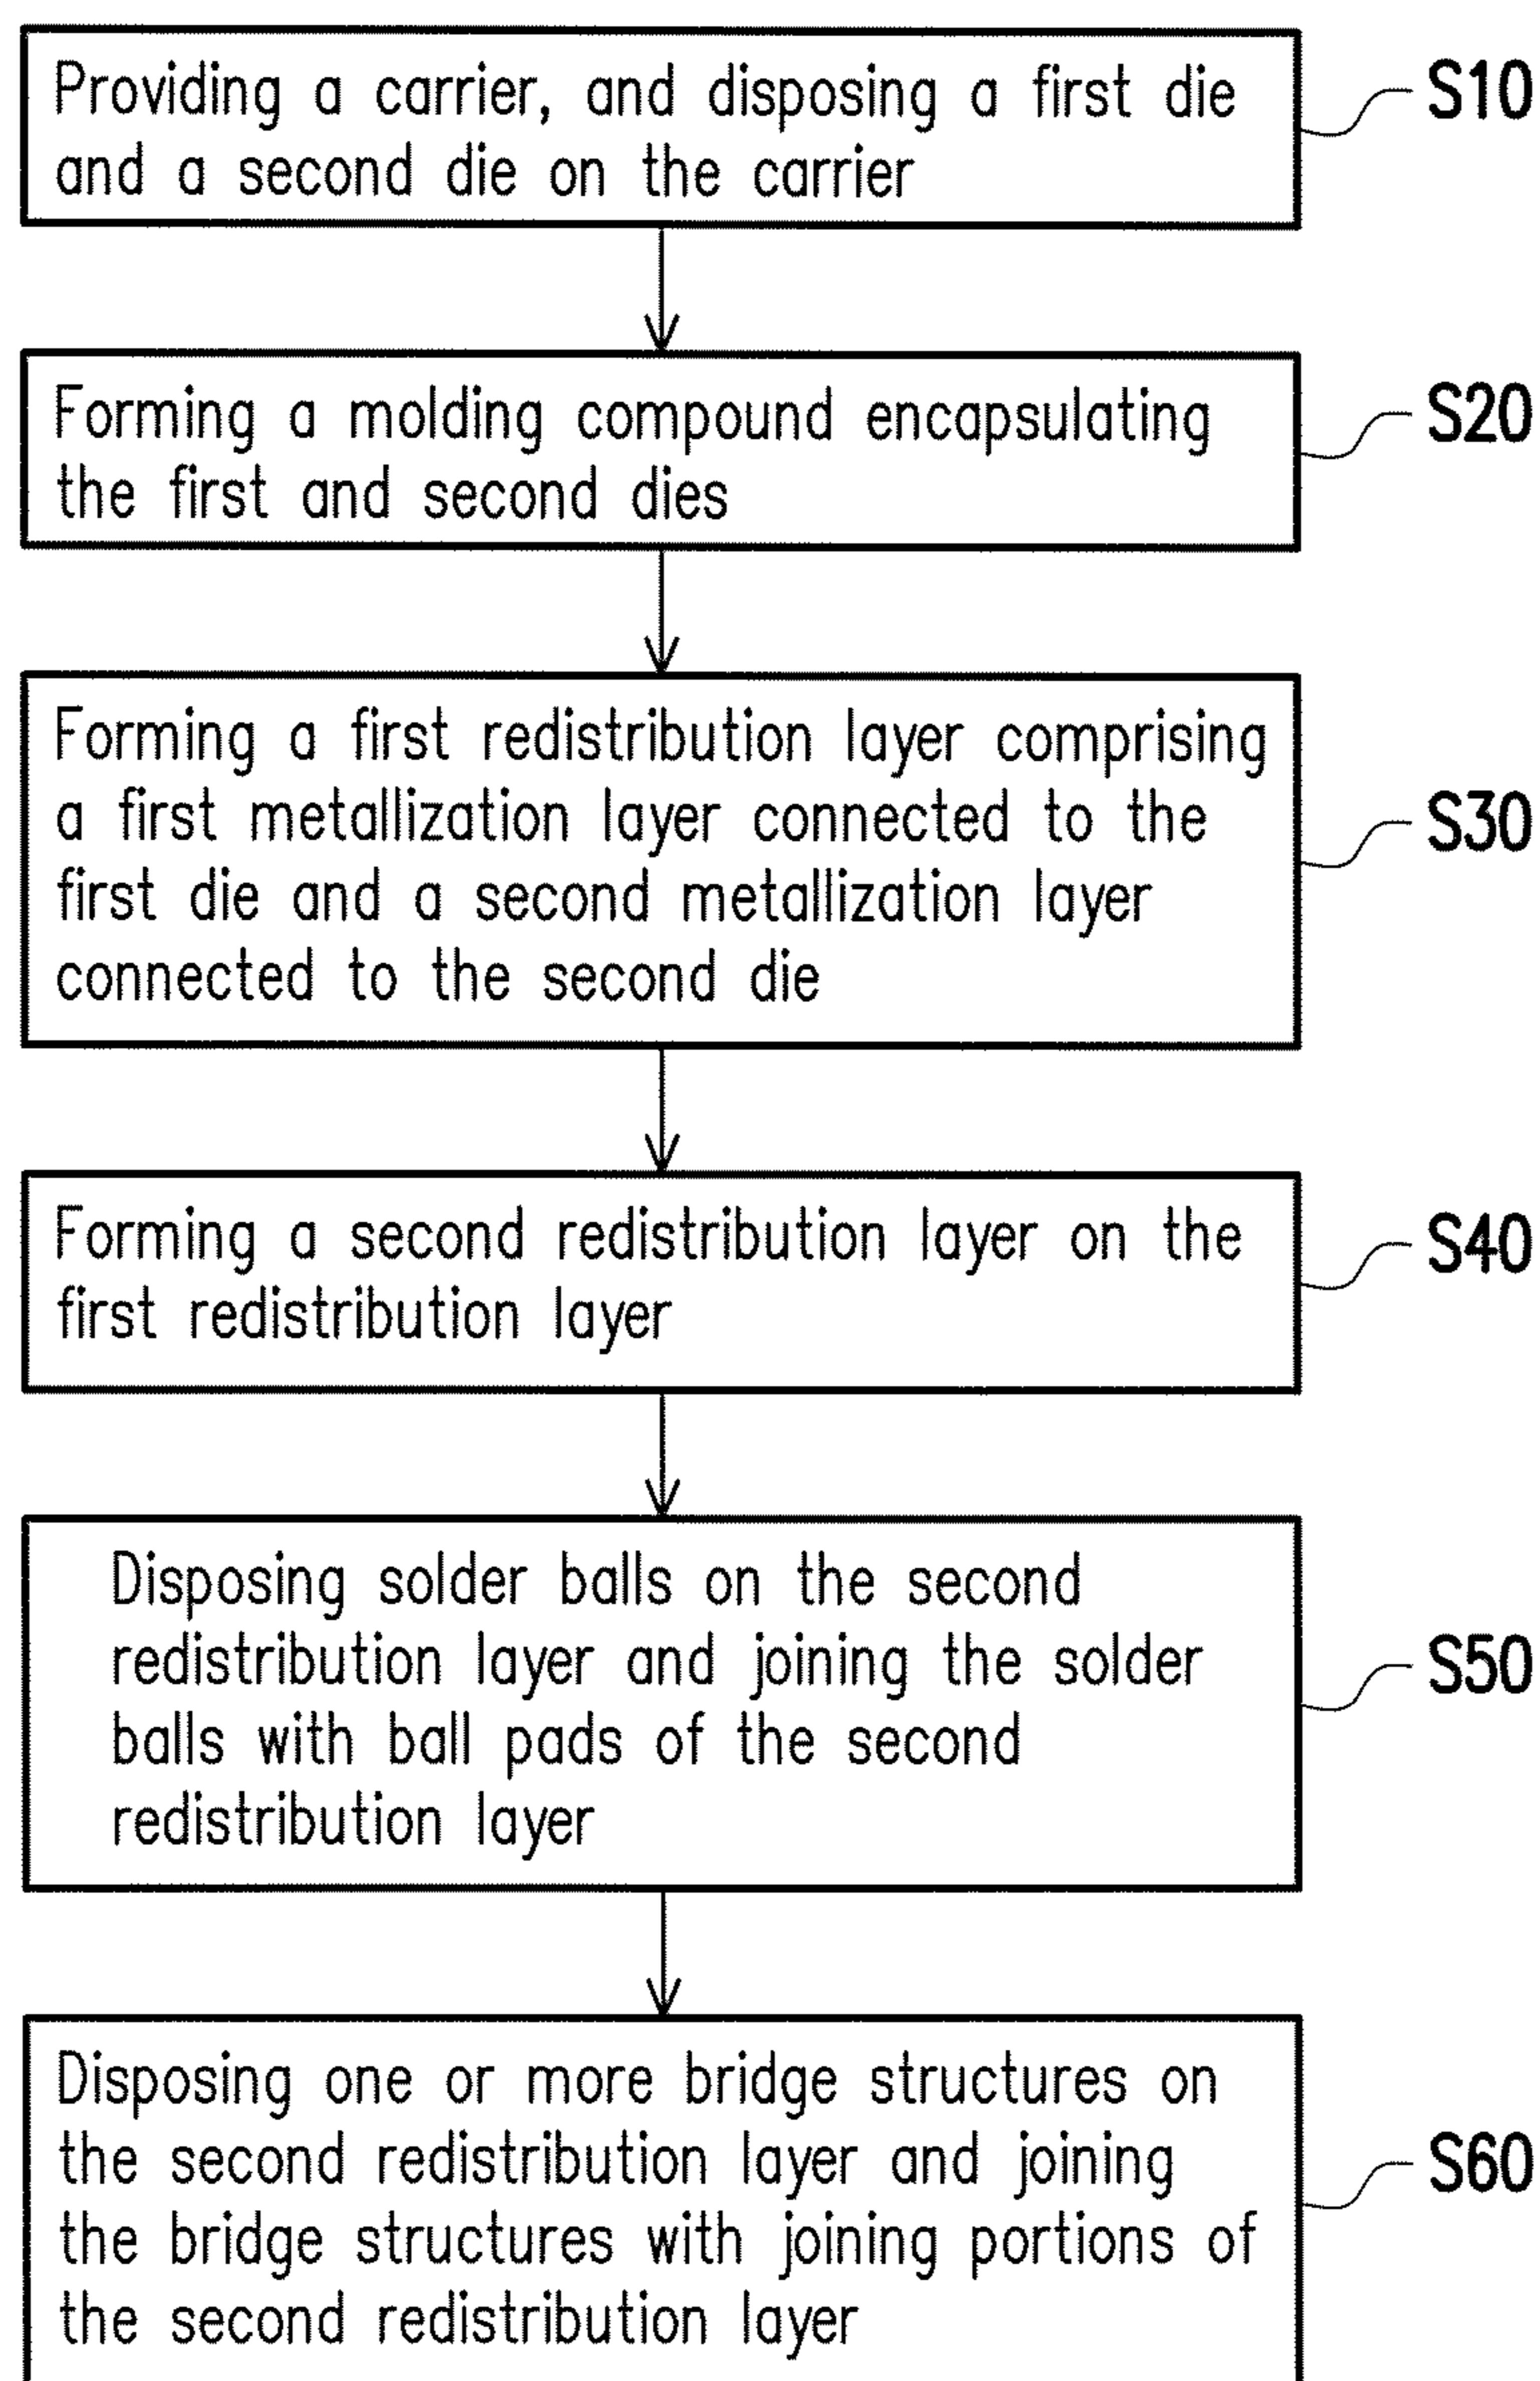 Providing a carrier, and disposing a first die
and a second die on the carrier
S10
Forming a molding compound encapsulating
the first and second dies
S20
Forming a first redistribution layer comprising
a first metallization layer connected to the
first die and a second metallization layer
connected to the second die
S30
Forming a second redistribution layer on the
first redistribution layer
S40
Disposing solder balls on the second
redistribution layer and joining the solder
balls with ball pads of the second
redistribution layer
S50
Disposing one or more bridge structures on
the second redistribution layer and joining
the bridge structures with joining portions of
the second redistribution layer
S60